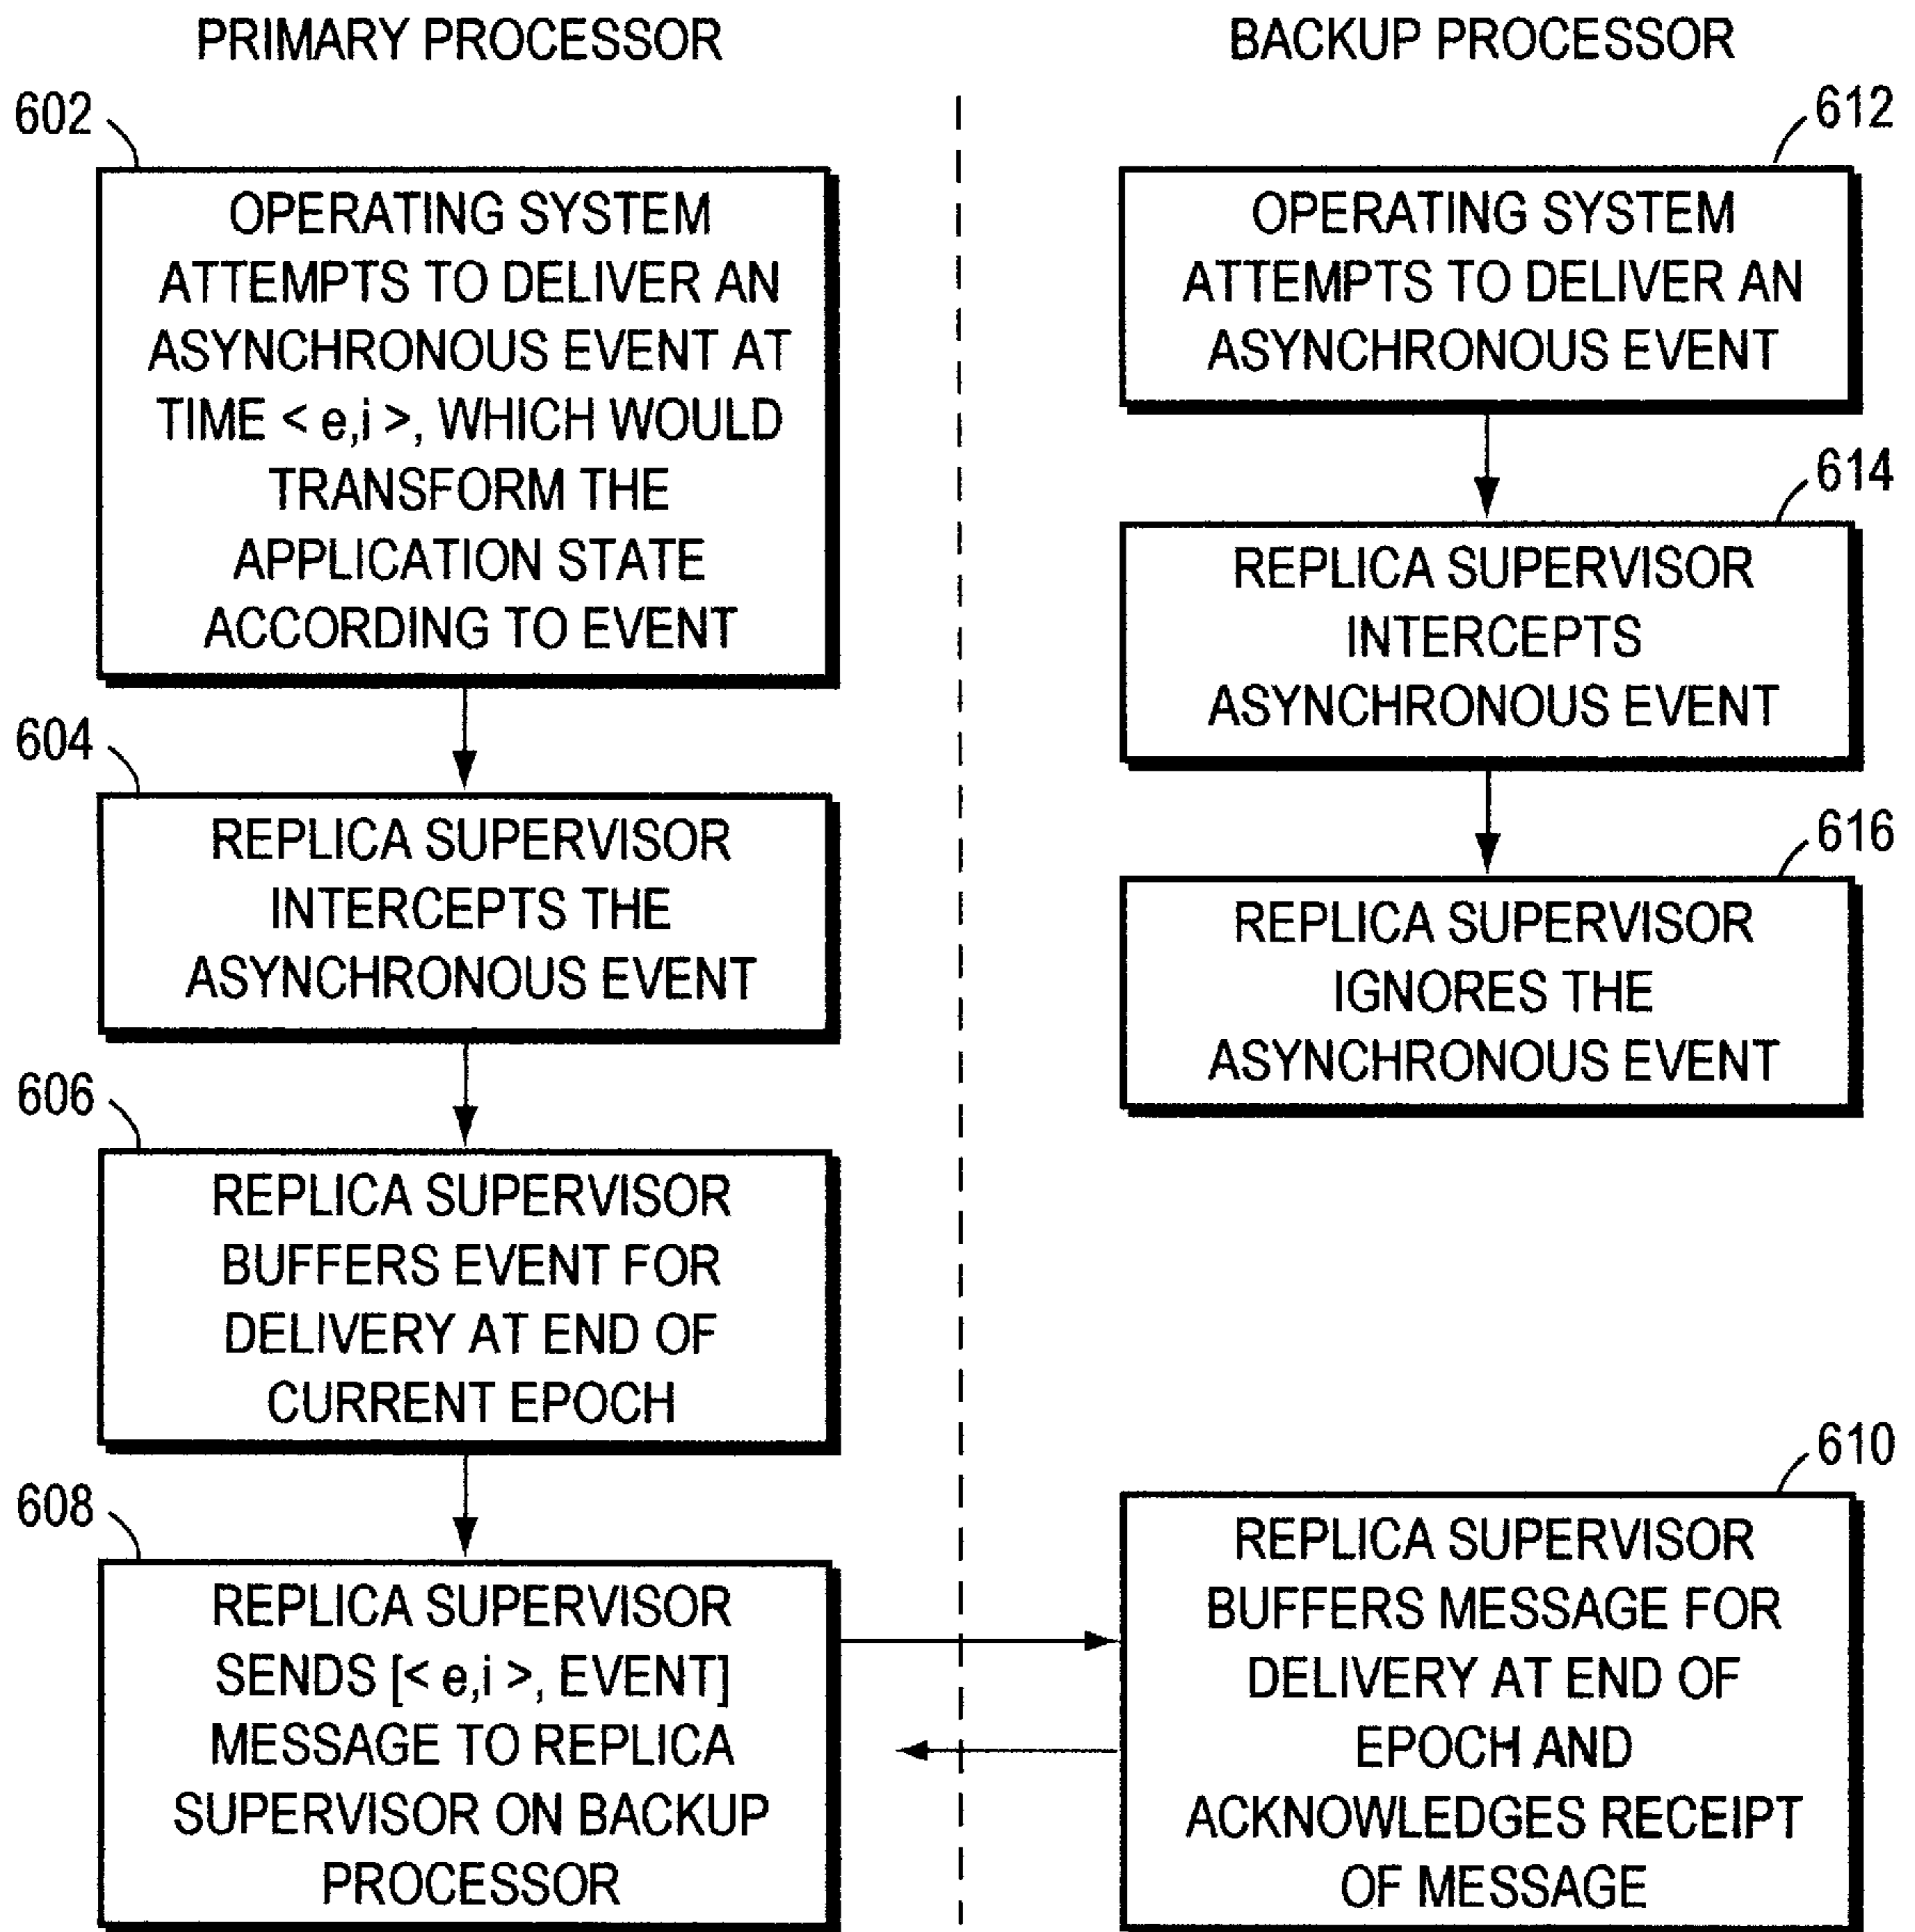 PRIMARY PROCESSOR
602
OPERATING SYSTEM
ATTEMPTS TO DELIVER AN
ASYNCHRONOUS EVENT AT
TIME < e,i >, WHICH WOULD
TRANSFORM THE
APPLICATION STATE
ACCORDING TO EVENT
604
REPLICA SUPERVISOR
INTERCEPTS THE
ASYNCHRONOUS EVENT
606
REPLICA SUPERVISOR
BUFFERS EVENT FOR
DELIVERY AT END OF
CURRENT EPOCH
608
REPLICA SUPERVISOR
SENDS [< e,i >, EVENT]
MESSAGE TO REPLICA
SUPERVISOR ON BACKUP
PROCESSOR
BACKUP PROCESSOR
612
OPERATING SYSTEM
ATTEMPTS TO DELIVER AN
ASYNCHRONOUS EVENT
614
REPLICA SUPERVISOR
INTERCEPTS
ASYNCHRONOUS EVENT
616
REPLICA SUPERVISOR
IGNORES THE
ASYNCHRONOUS EVENT
610
REPLICA SUPERVISOR
BUFFERS MESSAGE FOR
DELIVERY AT END OF
EPOCH AND
ACKNOWLEDGES RECEIPT
OF MESSAGE